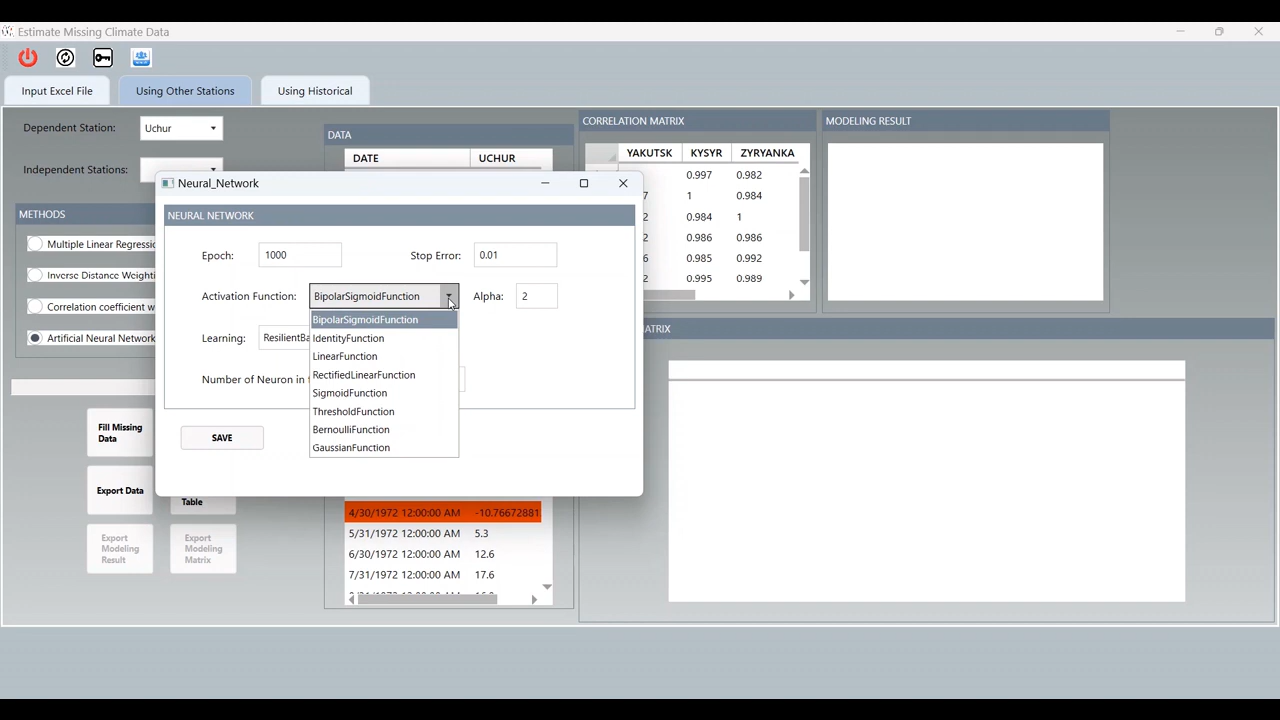 Estimate Missing Climate Data
Input Excel File
Using Other Stations
Using Historical
Dependent Station:
Uchur
Independent Stations:
METHODS
Multiple Linear
Inverse Distance
Correlation coefficient
Artificial Neural Network
Fill Missing
Data
Export Data
Table
Export
Modeling
Result
Export
Modeling
Matrix
DATA
DATE UCHUR
4/30/1972 12:00:00 AM -10.76672881
5/31/1972 12:00:00 AM 5.3
6/30/1972 12:00:00 AM 12.6
7/31/1972 12:00:00 AM 17.6
CORRELATION MATRIX
YAKUTSK KYSYR ZYRYANKA
0.997 0.982
7 1 0.984
2 0.984 1
2 0.986 0.986
6 0.985 0.992
0.995 0.989
MODELING RESULT
ATRIX
Neural_Network
NEURAL NETWORK
Epoch: 1000
Stop Error: 0.01
Activation Function: BipolarSigmoidFunction
Alpha: 2
BipolarSigmoidFunction
IdentityFunction
LinearFunction
RectifiedLinearFunction
SigmoidFunction
ThresholdFunction
BernoulliFunction
GaussianFunction
Learning:
Number of Neuron in
SAVE